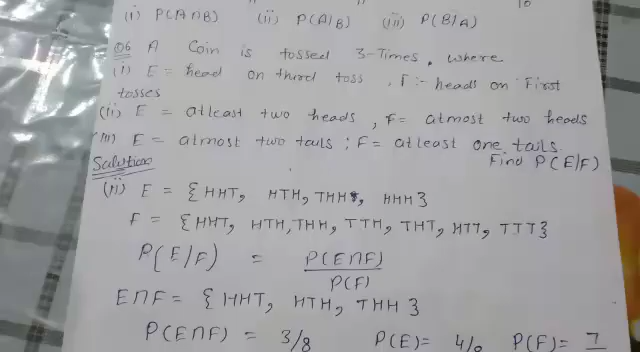 10
(i) P(A∩B) (ii) P(A/B) (iii) P(B/A)
Q6 A Coin is tossed 3-Times, where
(i) E = head on third toss, F:- heads on First
tosses
(ii) E = atleast two heads, F= atmost two heads
(iii) E = atmost two tails; F= atleast one tails.
Find P(E/F)
Solution
(ii) E = {HHT, HTH, THH, HHH}
F = {HHT, HTH, THH, TTH, THT, HTT, TTT}
P(E/F) = P(E∩F)
P(F)
E∩F = {HHT, HTH, THH}
P(E∩F) = 3/8 P(E)= 4/8 P(F)= 7